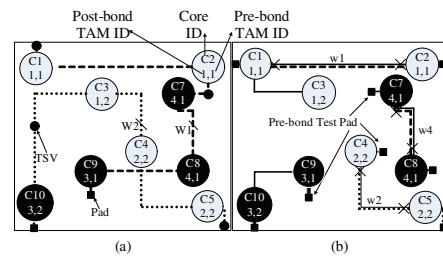 Post-bond TAM ID
Core ID
Pre-bond TAM ID
C1 1,1
C2 1,1
C3 1,2
C7 4.1
W2
W1
TSV
C4 2,2
C9 3,1
C8 4,1
Pad
C10 3,2
C5 2,2
(a)
C1 1,1
w1
C2 1,1
C3 1,2
C7 4,1
Pre-bond Test Pad
w4
C4 2,2
C9 3,1
C8 4,1
w2
C10 3,2
C5 2,2
(b)